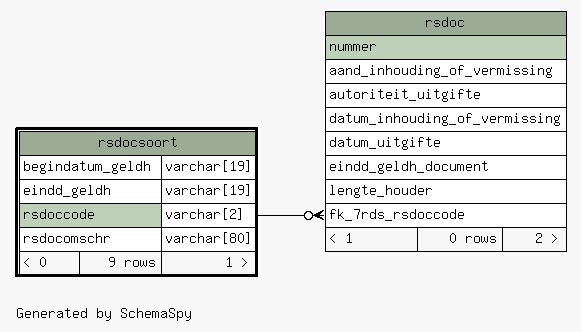 rsdoc
nummer
aand_inhouding_of_vermissing
autoriteit_uitgifte
datum_inhouding_of_vermissing
datum_uitgifte
eindd_geldh_document
lengte_houder
fk_7rds_rsdoccode
< 1 0 rows 2 >
rsdocsoort
begindatum_geldh varchar[19]
eindd_geldh varchar[19]
rsdoccode varchar[2]
rsdocomschr varchar[80]
< 0 9 rows 1 >
Generated by SchemaSpy